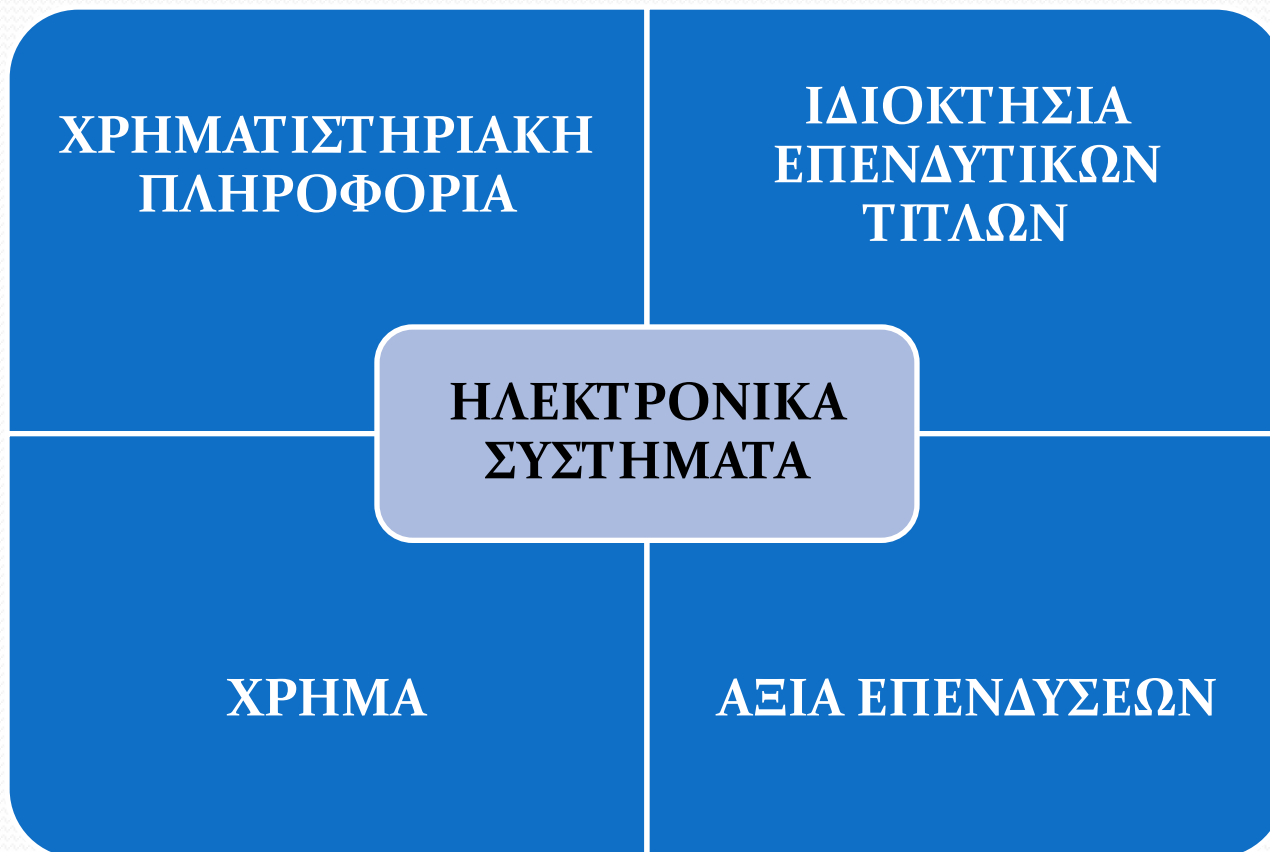 ΧΡΗΜΑΤΙΣΤΗΡΙΑΚΗ
ΠΛΗΡΟΦΟΡΙΑ
ΙΔΙΟΚΤΗΣΙΑ
ΕΠΕΝΔΥΤΙΚΩΝ
ΤΙΤΛΩΝ
ΗΛΕΚΤΡΟΝΙΚΑ
ΣΥΣΤΗΜΑΤΑ
ΧΡΗΜΑ
ΑΞΙΑ ΕΠΕΝΔΥΣΕΩΝ